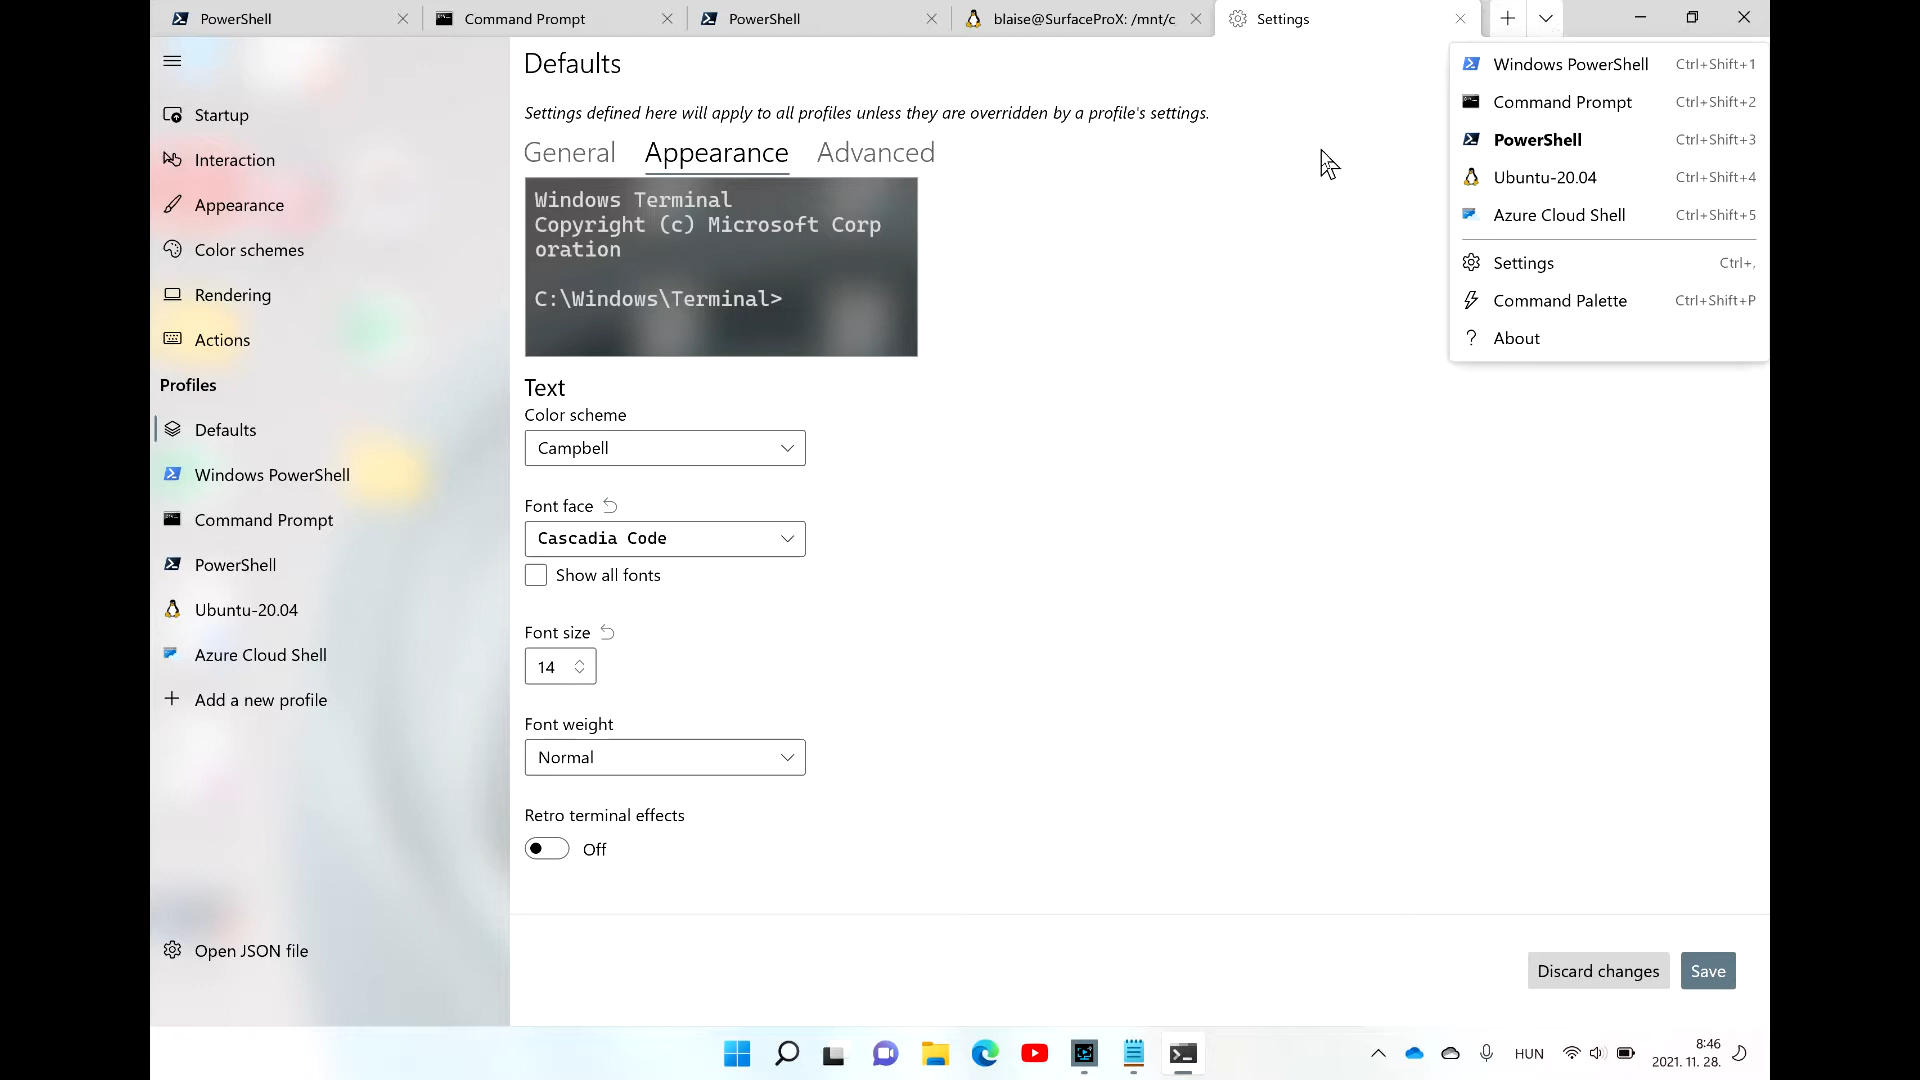 PowerShell
Command Prompt
PowerShell
blaise@SurfaceProX: /mnt/c
Settings
Windows PowerShell Ctrl+Shift+1
Command Prompt Ctrl+Shift+2
PowerShell Ctrl+Shift+3
Ubuntu-20.04 Ctrl+Shift+4
Azure Cloud Shell Ctrl+Shift+5
Settings Ctrl+,
Command Palette Ctrl+Shift+P
? About
Startup
Interaction
Appearance
Color schemes
Rendering
Actions
Profiles
Defaults
Windows PowerShell
Command Prompt
PowerShell
Ubuntu-20.04
Azure Cloud Shell
Add a new profile
Open JSON file
Defaults
Settings defined here will apply to all profiles unless they are overridden by a profile's settings.
General Appearance Advanced
Windows Terminal
Copyright (c) Microsoft Corp
oration
C:\Windows\Terminal>
Text
Color scheme
Campbell
Font face
Cascadia Code
Show all fonts
Font size
14
Font weight
Normal
Retro terminal effects
Off
Discard changes Save
HUN
8:46
2021. 11. 28.